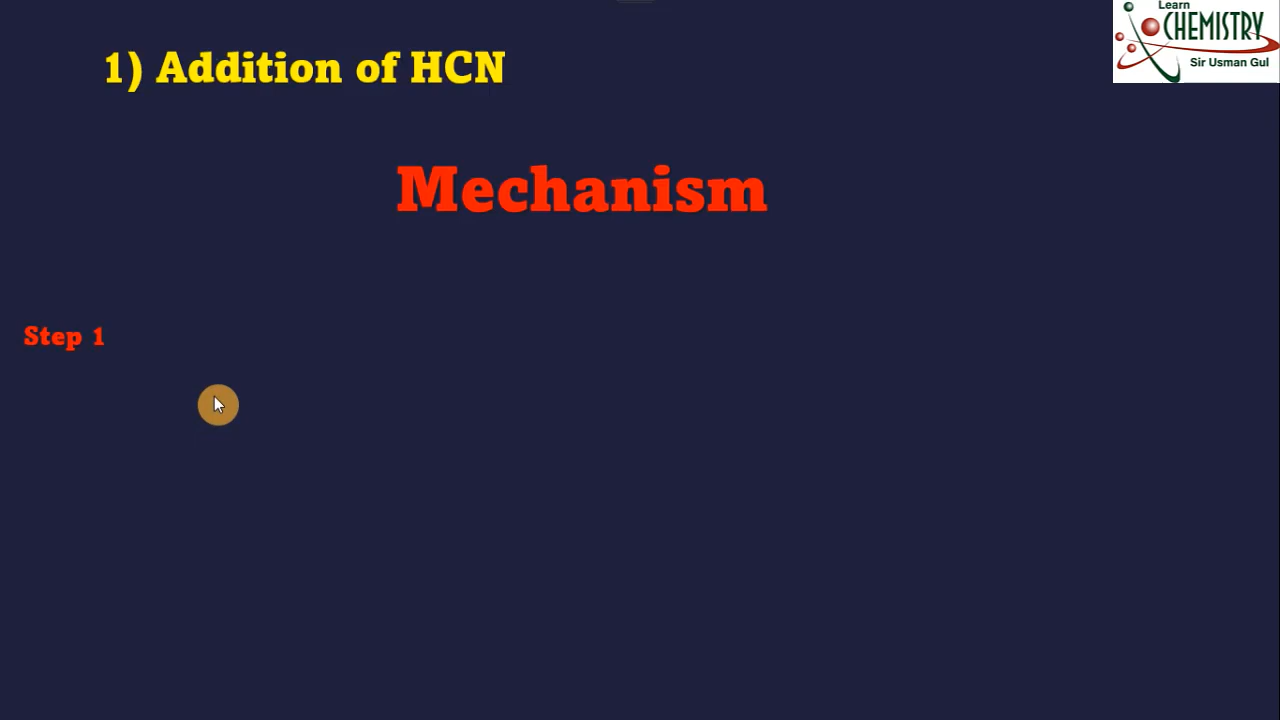 Learn
CHEMISTRY
Sir Usman Gul
1) Addition of HCN
Mechanism
Step 1